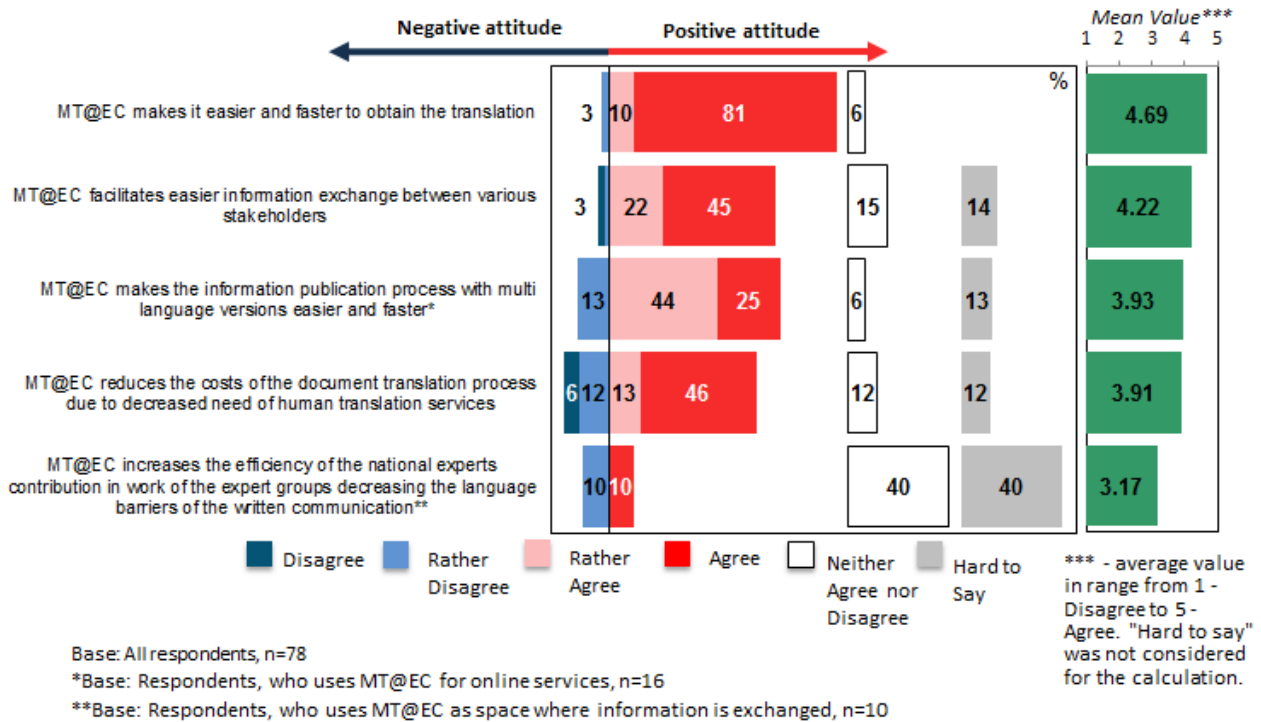 Negative attitude
Positive attitude
Mean Value***
1 2 3 4 5
%
MT@EC makes it easier and faster to obtain the translation
3 10 81 6 4.69
MT@EC facilitates easier information exchange between various
stakeholders
3 22 45 15 14 4.22
MT@EC makes the information publication process with multi
language versions easier and faster*
13 44 25 6 13 3.93
MT@EC reduces the costs of the document translation process
due to decreased need of human translation services
6 12 13 46 12 12 3.91
MT@EC increases the efficiency of the national experts
contribution in work of the expert groups decreasing the language
barriers of the written communication**
10 10 40 40 3.17
Disagree
Rather
Disagree
Rather
Agree
Agree
Neither
Agree nor
Disagree
Hard to
Say
*** - average value
in range from 1 -
Disagree to 5 -
Agree. "Hard to say"
was not considered
for the calculation.
Base: All respondents, n=78
*Base: Respondents, who uses MT@EC for online services, n=16
**Base: Respondents, who uses MT@EC as space where information is exchanged, n=10